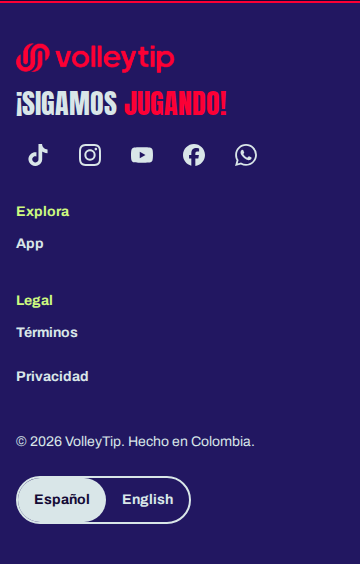 volleytip
¡SIGAMOS JUGANDO!
Explora
App
Legal
Términos
Privacidad
© 2026 VolleyTip. Hecho en Colombia.
Español English